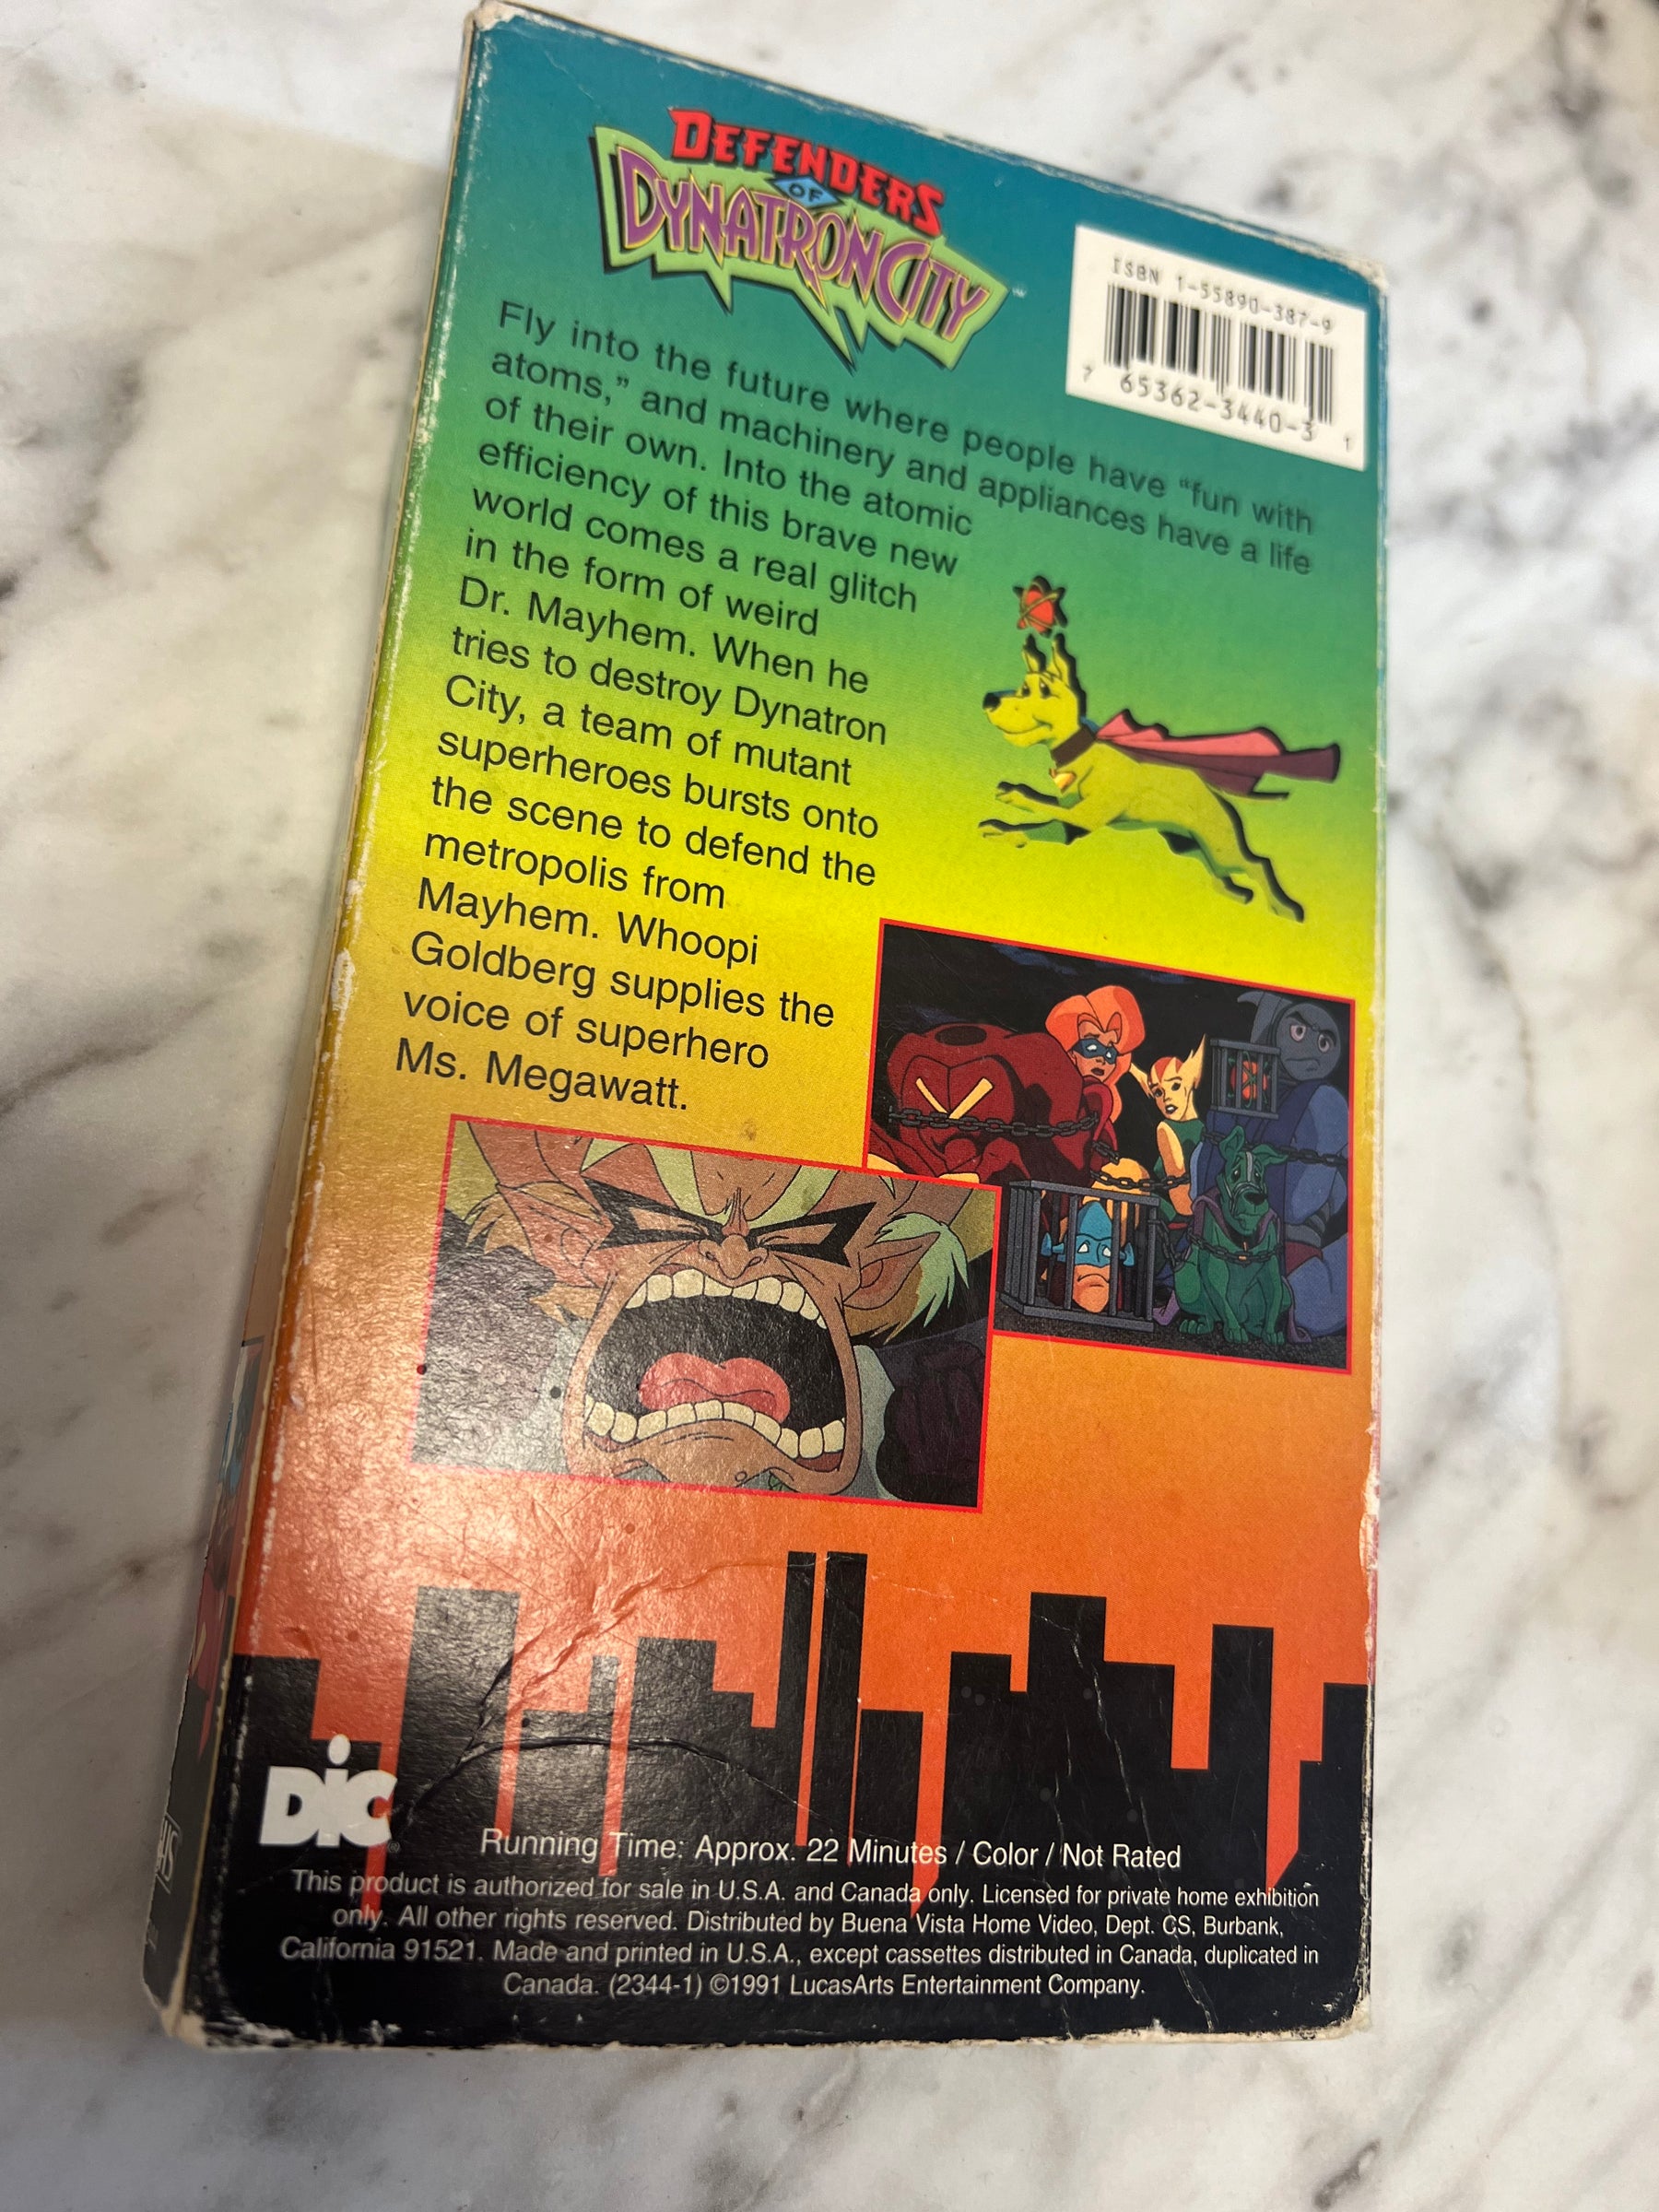 DEFENDERS
OF
DYNATRON CITY™
ISBN 1-55890-387-9
7 65362-3440-3 1
Fly into the future where people have “fun with
atoms,” and machinery and appliances have a life
of their own. Into the atomic
efficiency of this brave new
world comes a real glitch
in the form of weird
Dr. Mayhem. When he
tries to destroy Dynatron
City, a team of mutant
superheroes bursts onto
the scene to defend the
metropolis from
Mayhem. Whoopi
Goldberg supplies the
voice of superhero
Ms. Megawatt.
DiC
Running Time: Approx. 22 Minutes / Color / Not Rated
This product is authorized for sale in U.S.A. and Canada only. Licensed for private home exhibition
only. All other rights reserved. Distributed by Buena Vista Home Video, Dept. CS, Burbank,
California 91521. Made and printed in U.S.A., except cassettes distributed in Canada, duplicated in
Canada. (2344-1) ©1991 LucasArts Entertainment Company.